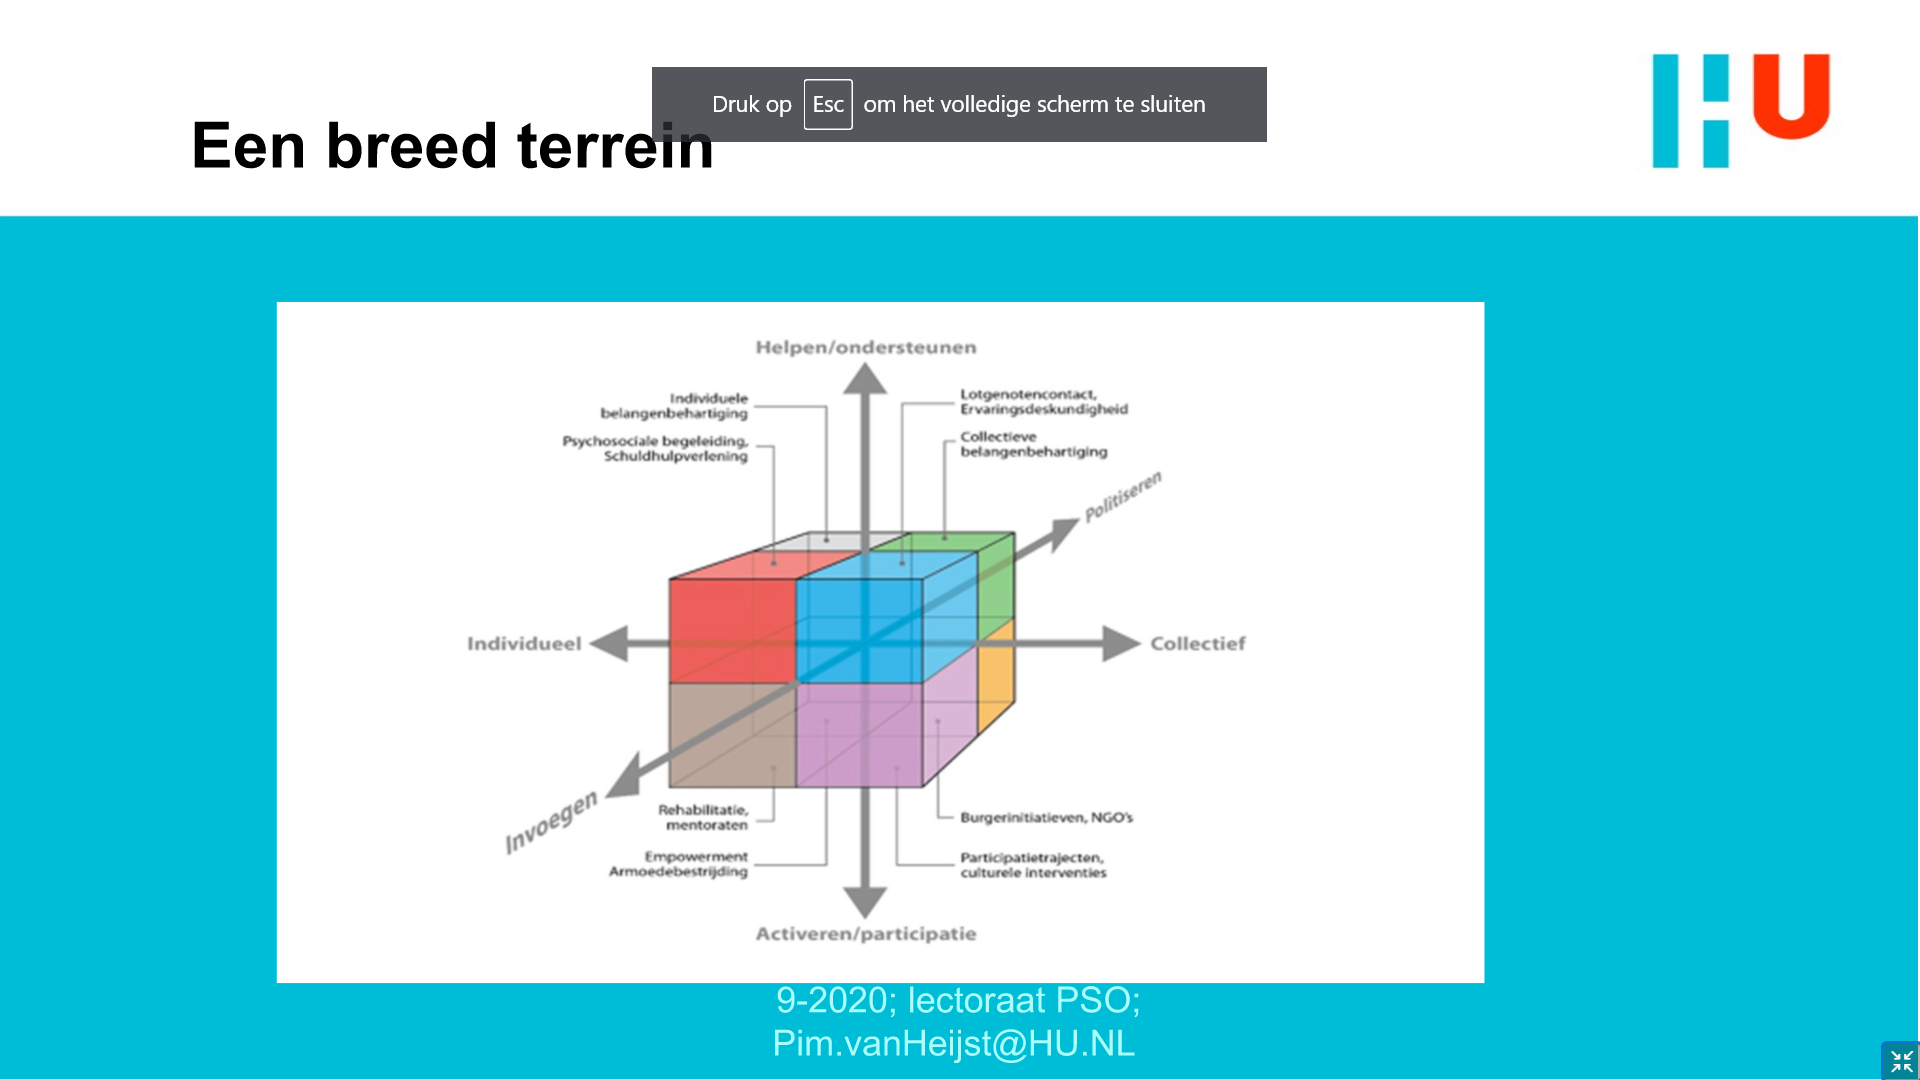 Druk op Esc om het volledige scherm te sluiten
HU
Een breed terrein
Helpen/ondersteunen
Individuele
belangenbehartiging
Psychosociale begeleiding,
Schuldhulpverlening
Lotgenotencontact,
Ervaringsdeskundigheid
Collectieve
belangenbehartiging
Politiseren
Individueel
Collectief
Invoegen
Rehabilitatie,
mentoraten
Empowerment
Armoedebestrijding
Burgerinitiatieven, NGO's
Participatietrajecten,
culturele interventies
Activeren/participatie
9-2020; lectoraat PSO;
Pim.vanHeijst@HU.NL